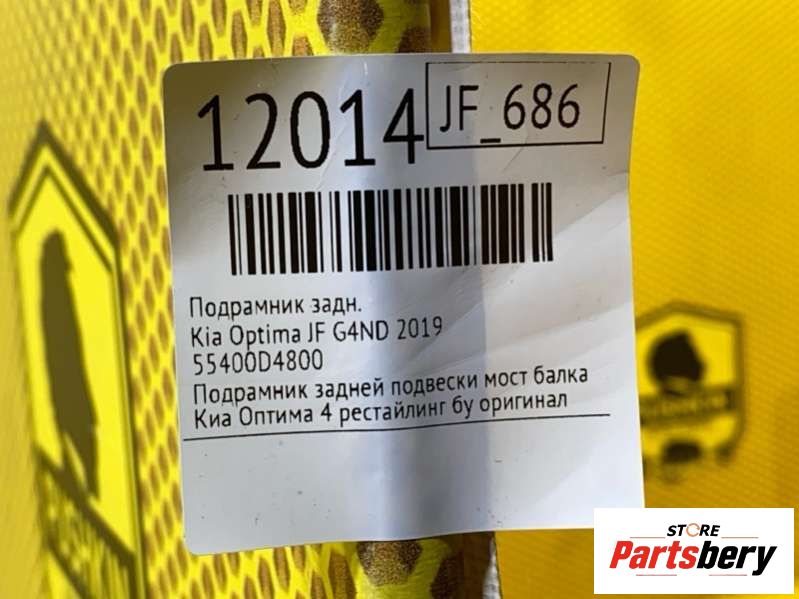 12014
JF_686
Подрамник задн.
Kia Optima JF G4ND 2019
55400D4800
Подрамник задней подвески мост балка
Киа Оптима 4 рестайлинг бу оригинал
STORE
Partsbery